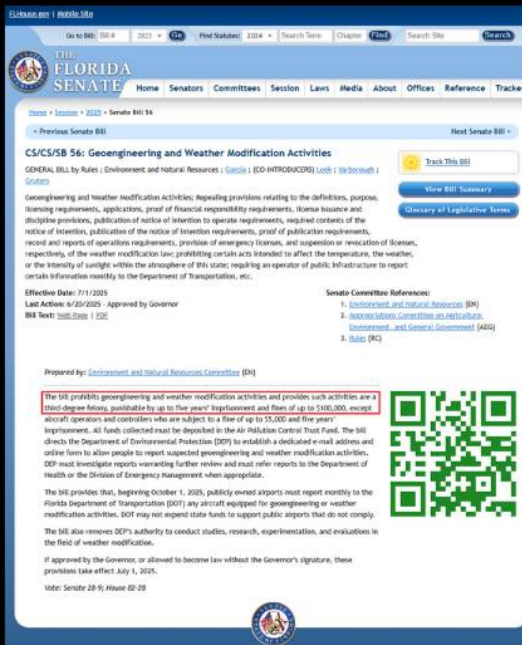 FLHouse.gov | Mobile Site
Go to Bill: Bill # 2025 Go Find Statutes: 2024 Search Term Chapter Find Search Site Search
THE
FLORIDA
SENATE
Home Senators Committees Session Laws Media About Offices Reference Tracker
Home > Session > 2025 > Senate Bill 56
< Previous Senate Bill Next Senate Bill >
CS/CS/SB 56: Geoengineering and Weather Modification Activities
Track This Bill
GENERAL BILL by Rules ; Environment and Natural Resources ; Garcia ; (CO-INTRODUCERS) Leek ; Yarborough ;
Gruters
View Bill Summary
Glossary of Legislative Terms
Geoengineering and Weather Modification Activities; Repealing provisions relating to the definitions, purpose,
licensing requirements, applications, proof of financial responsibility requirements, license issuance and
discipline provisions, publication of notice of intention to operate requirements, required contents of the
notice of intention, publication of the notice of intention requirements, proof of publication requirements,
record and reports of operations requirements, provision of emergency licenses, and suspension or revocation of licenses,
respectively, of the weather modification law; prohibiting certain acts intended to affect the temperature, the weather,
or the intensity of sunlight within the atmosphere of this state; requiring an operator of public infrastructure to report
certain information monthly to the Department of Transportation, etc.
Effective Date: 7/1/2025
Last Action: 6/20/2025 - Approved by Governor
Bill Text: Web Page | PDF
Senate Committee References:
1. Environment and Natural Resources (EN)
2. Appropriations Committee on Agriculture,
Environment, and General Government (AEG)
3. Rules (RC)
Prepared by: Environment and Natural Resources Committee (EN)
The bill prohibits geoengineering and weather modification activities and provides such activities are a
third-degree felony, punishable by up to five years' imprisonment and fines of up to $100,000, except
aircraft operators and controllers who are subject to a fine of up to $5,000 and five years'
imprisonment. All funds collected must be deposited in the Air Pollution Control Trust Fund. The bill
directs the Department of Environmental Protection (DEP) to establish a dedicated e-mail address and
online form to allow people to report suspected geoengineering and weather modification activities.
DEP must investigate reports warranting further review and must refer reports to the Department of
Health or the Division of Emergency Management when appropriate.
The bill provides that, beginning October 1, 2025, publicly owned airports must report monthly to the
Florida Department of Transportation (DOT) any aircraft equipped for geoengineering or weather
modification activities. DOT may not expend state funds to support public airports that do not comply.
The bill also removes DEP's authority to conduct studies, research, experimentation, and evaluations in
the field of weather modification.
If approved by the Governor, or allowed to become law without the Governor's signature, these
provisions take effect July 1, 2025.
Vote: Senate 28-9; House 82-28